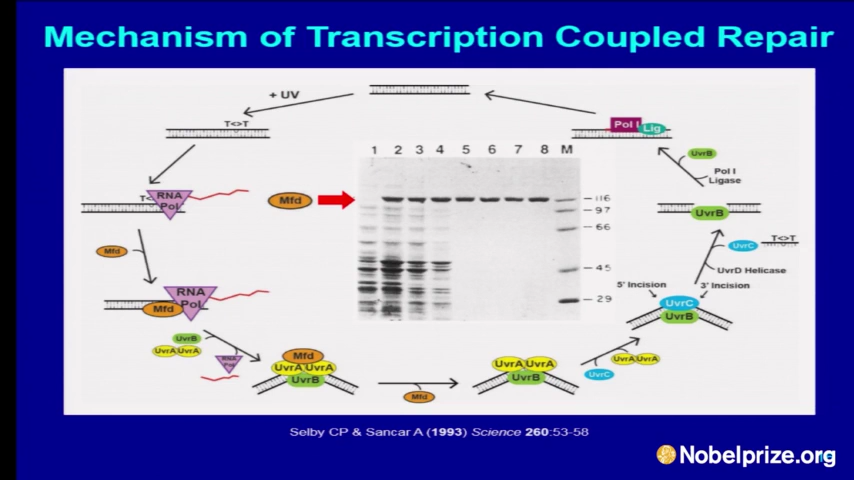 Mechanism of Transcription Coupled Repair
+ UV
T<>T
Pol I
Lig
UvrB
Pol I
Ligase
1 2 3 4 5 6 7 8 M
T<
RNA
Pol
Mfd
116
97
66
45
29
UvrB
UvrC
T<>T
UvrD Helicase
Mfd
RNA
Pol
Mfd
5' Incision
3' Incision
UvrC
UvrB
UvrB
UvrA UvrA
RNA
Pol
Mfd
UvrA UvrA
UvrB
Mfd
UvrA UvrA
UvrB
UvrC
UvrA UvrA
Selby CP & Sancar A (1993) Science 260:53-58
Nobelprize.org